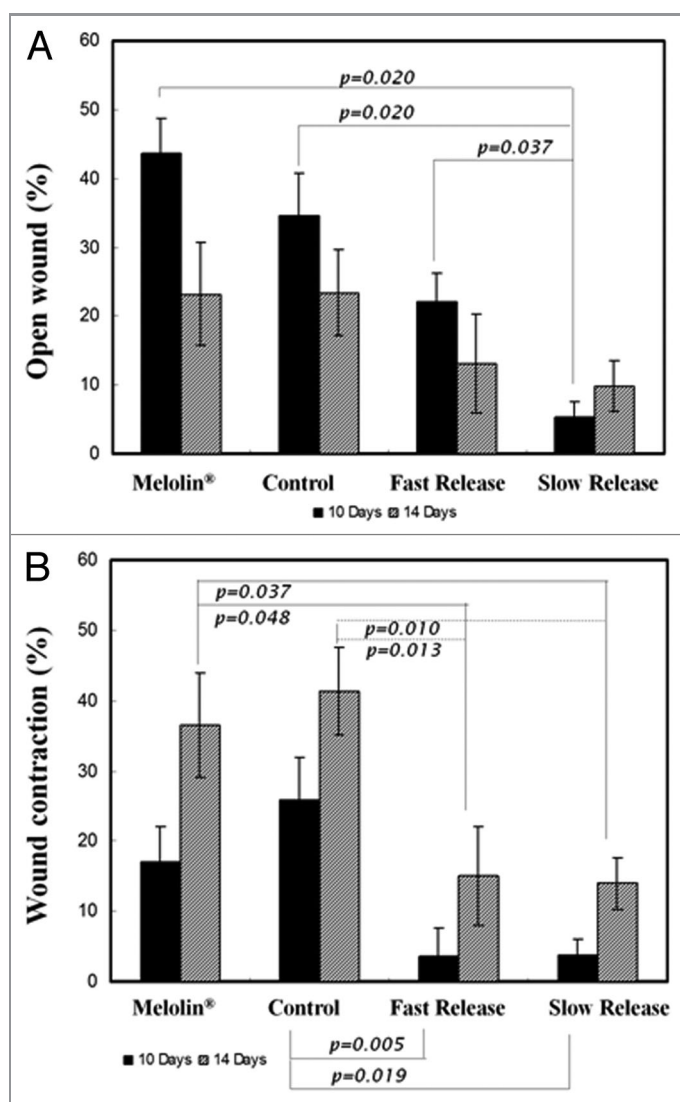 A
60
p=0.020
50
p=0.020
p=0.037
40
Open wound (%)
30
20
10
0
Melolin® Control Fast Release Slow Release
10 Days 14 Days
B
60
p=0.037
p=0.048
50
p=0.010
p=0.013
40
Wound contraction (%)
30
20
10
0
Melolin® Control Fast Release Slow Release
10 Days 14 Days
p=0.005
p=0.019